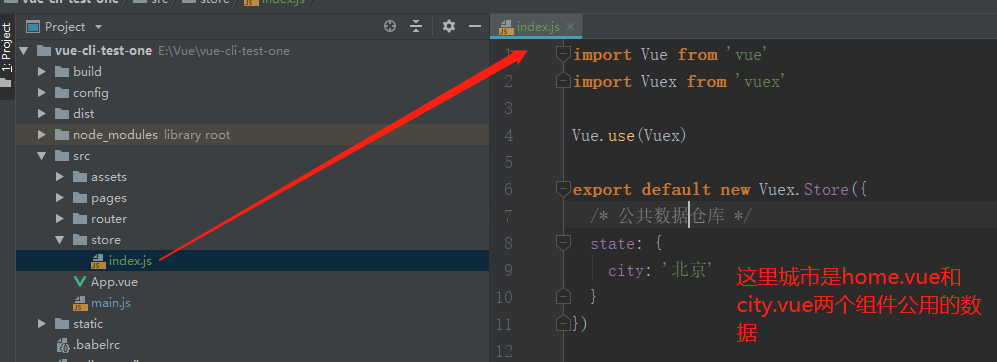 vue-cli-test-one src store index.js
1: Project
Project
vue-cli-test-one E:\Vue\vue-cli-test-one
build
config
dist
node_modules library root
src
assets
pages
router
store
index.js
App.vue
main.js
static
.babelrc
index.js
1 import Vue from 'vue'
2 import Vuex from 'vuex'
3
4 Vue.use(Vuex)
5
6 export default new Vuex.Store({
7 /* 公共数据仓库 */
8 state: {
9 city: '北京'
10 }
11 })
12
这里城市是home.vue和
city.vue两个组件公用的数
据